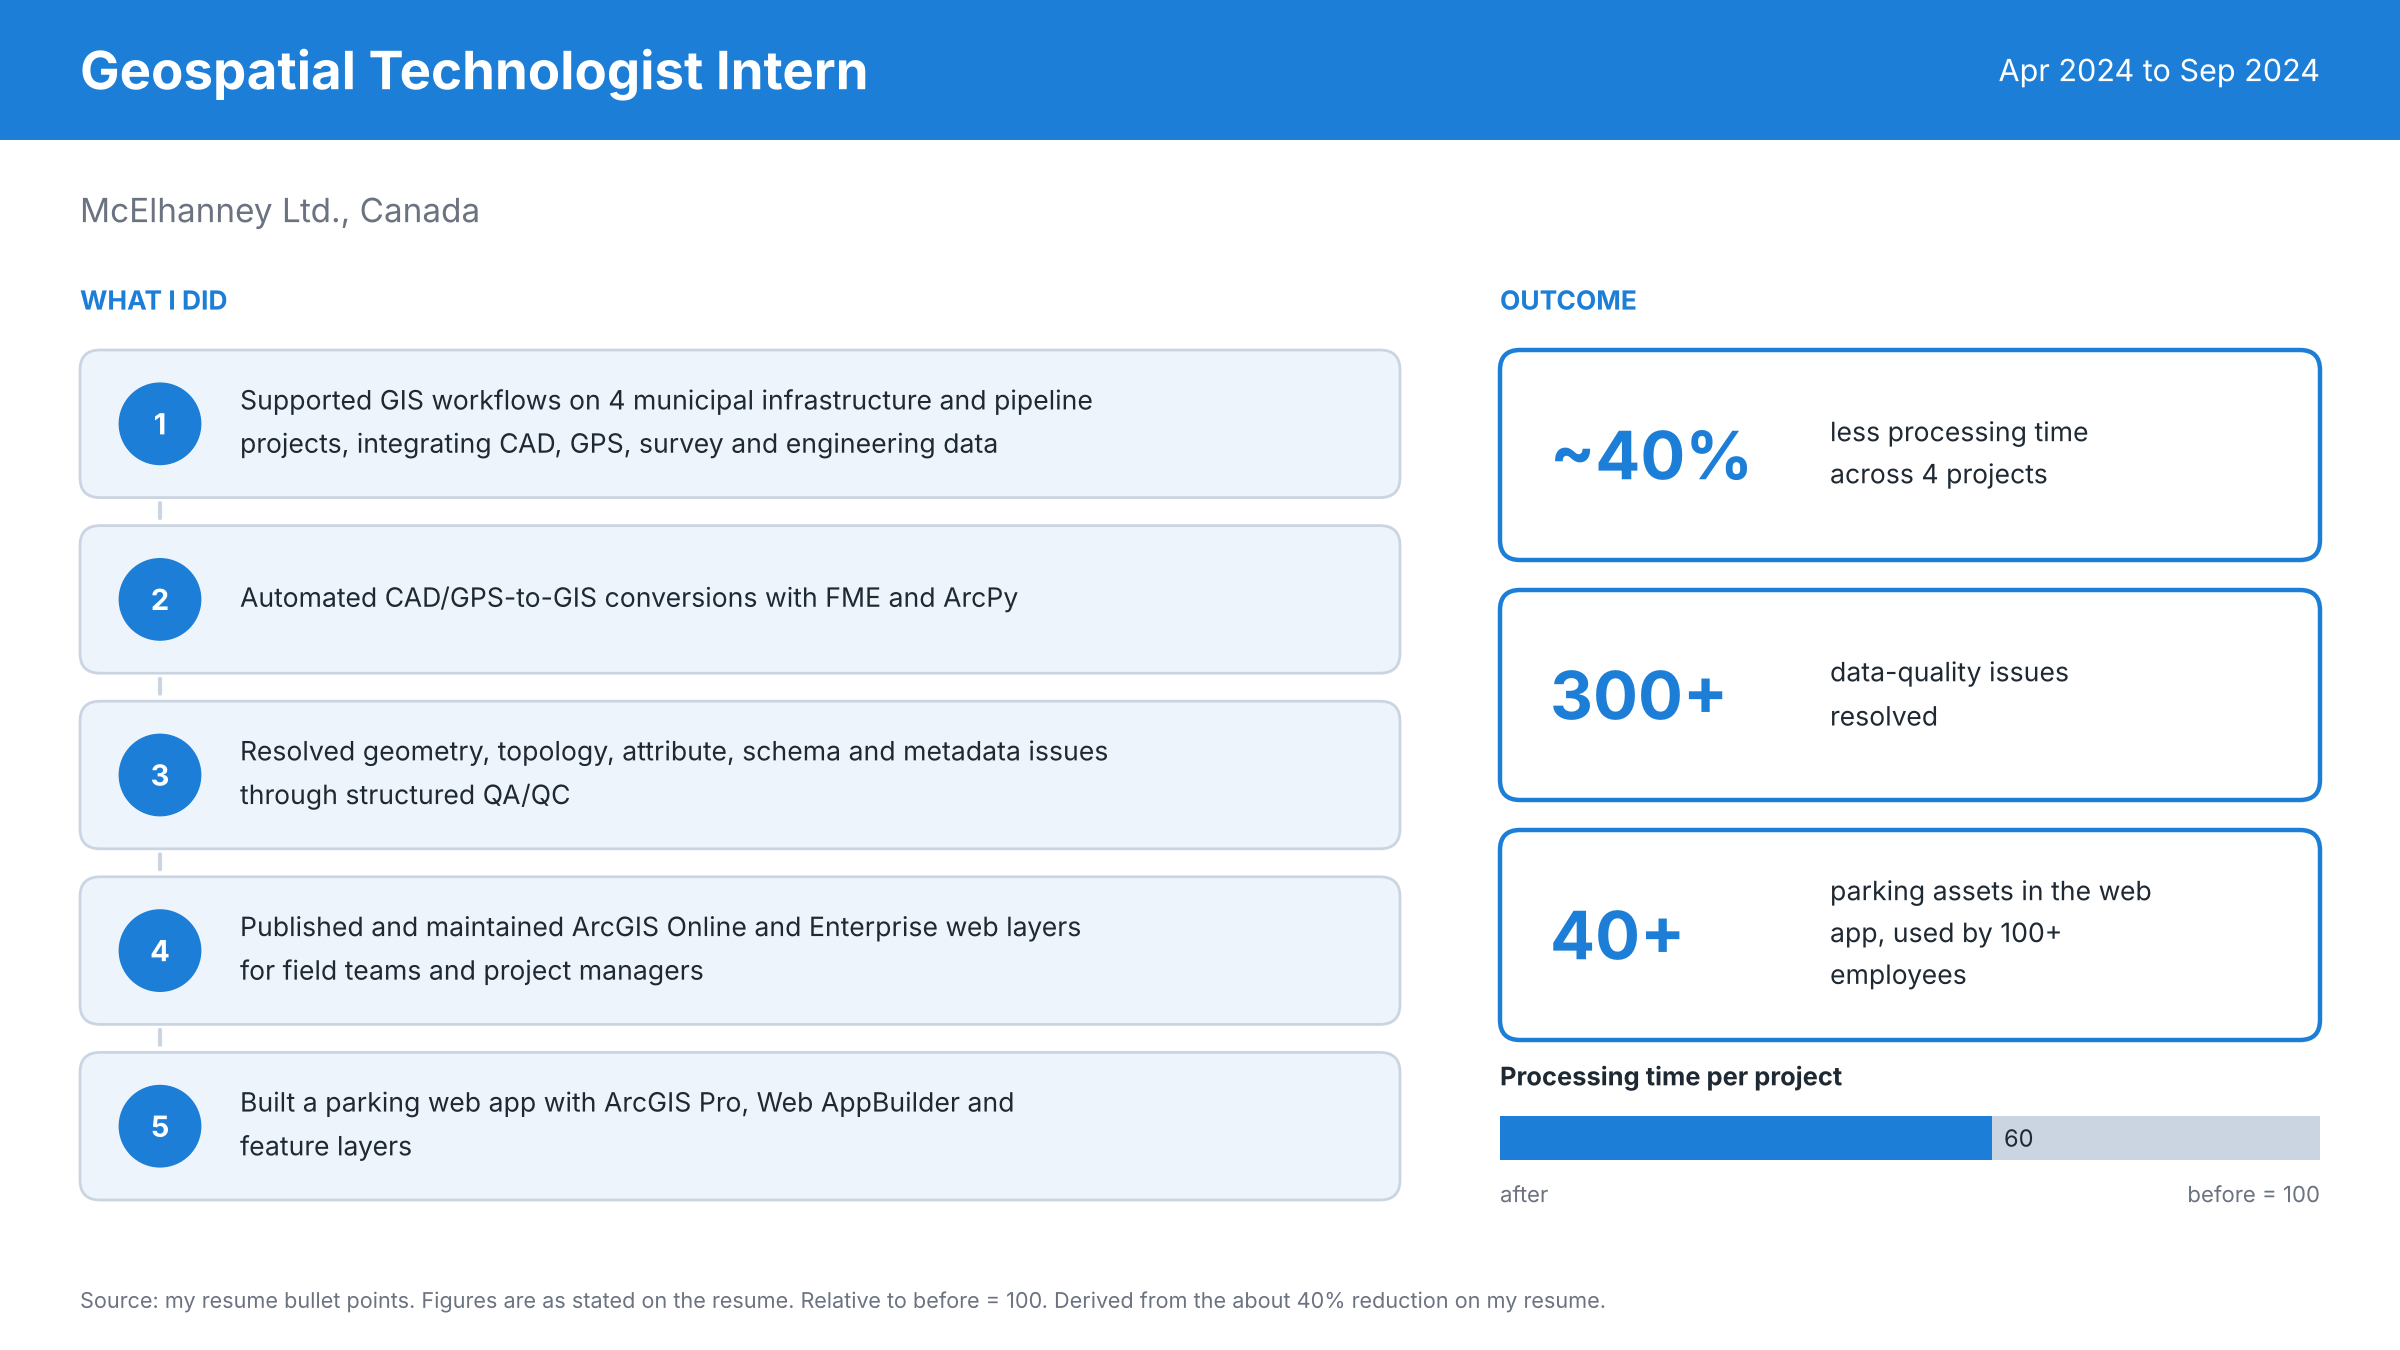 Geospatial Technologist Intern
Apr 2024 to Sep 2024
McElhanney Ltd., Canada
WHAT I DID
1
Supported GIS workflows on 4 municipal infrastructure and pipeline
projects, integrating CAD, GPS, survey and engineering data
2
Automated CAD/GPS-to-GIS conversions with FME and ArcPy
3
Resolved geometry, topology, attribute, schema and metadata issues
through structured QA/QC
4
Published and maintained ArcGIS Online and Enterprise web layers
for field teams and project managers
5
Built a parking web app with ArcGIS Pro, Web AppBuilder and
feature layers
OUTCOME
~40%
less processing time
across 4 projects
300+
data-quality issues
resolved
40+
parking assets in the web
app, used by 100+
employees
Processing time per project
60
after
before = 100
Source: my resume bullet points. Figures are as stated on the resume. Relative to before = 100. Derived from the about 40% reduction on my resume.